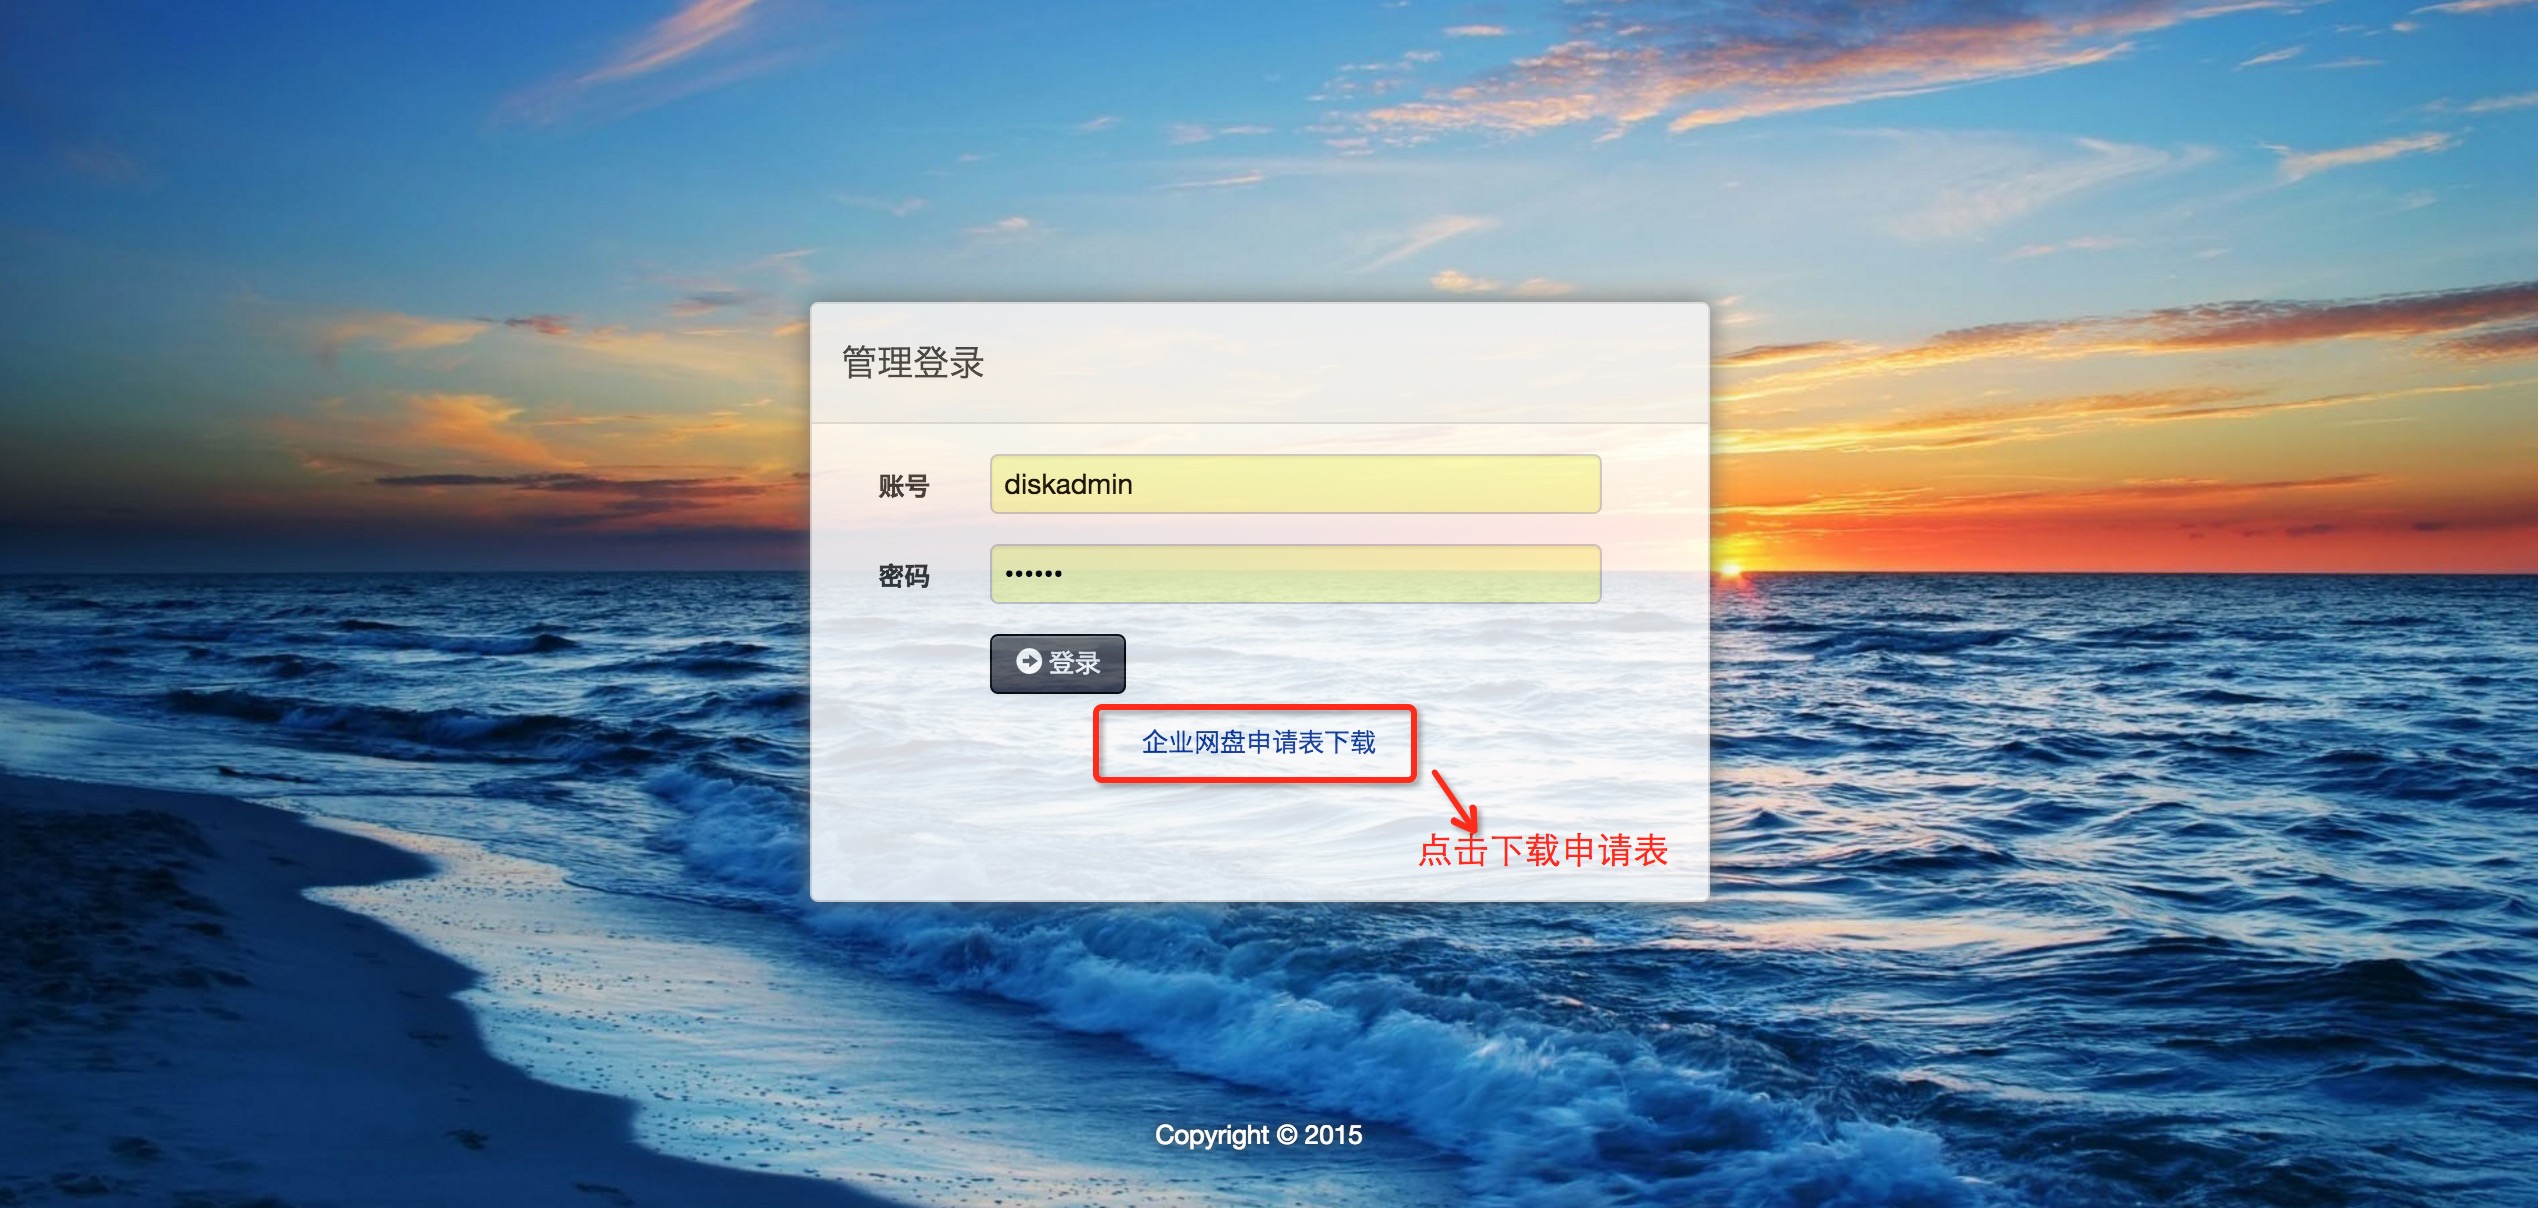 管理登录
账号 diskadmin
密码 ••••••
登录
企业网盘申请表下载
点击下载申请表
Copyright © 2015